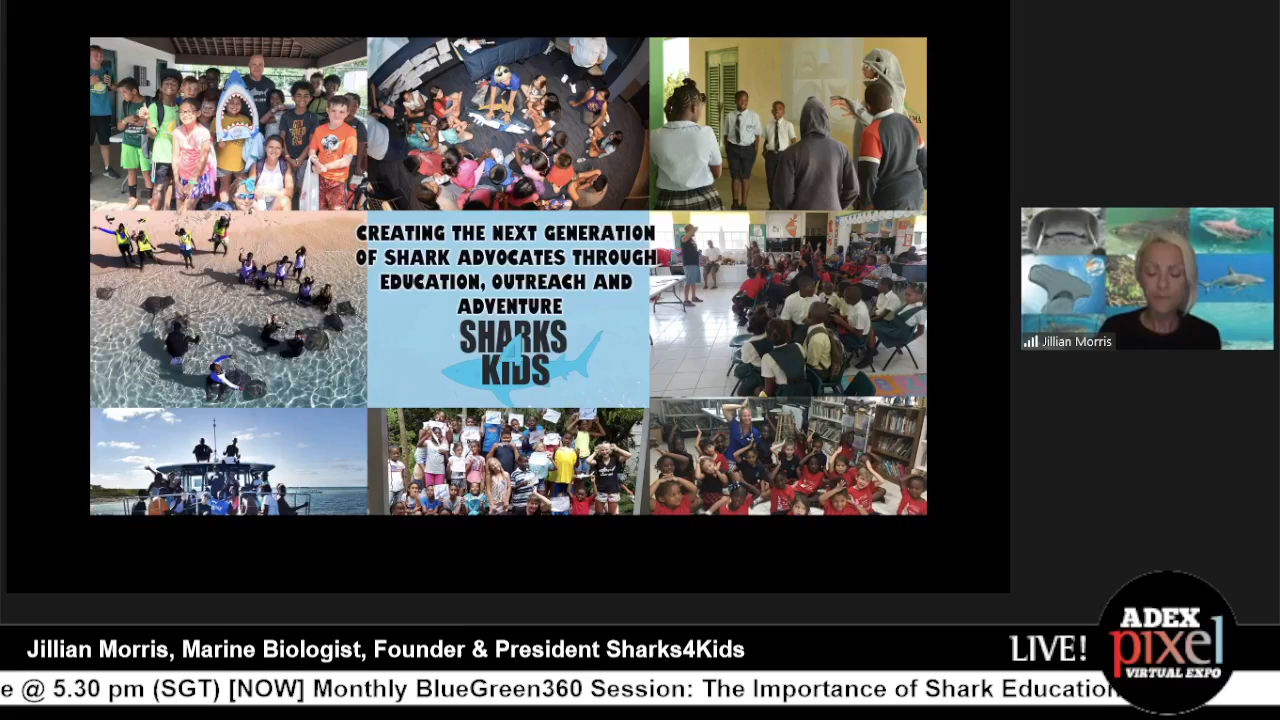 CREATING THE NEXT GENERATION
OF SHARK ADVOCATES THROUGH
EDUCATION, OUTREACH AND
ADVENTURE
SHARKS
KIDS
Jillian Morris
Jillian Morris, Marine Biologist, Founder & President Sharks4Kids
LIVE!
ADEX
pixel
VIRTUAL EXPO
e @ 5.30 pm (SGT) [NOW] Monthly BlueGreen360 Session: The Importance of Shark Education